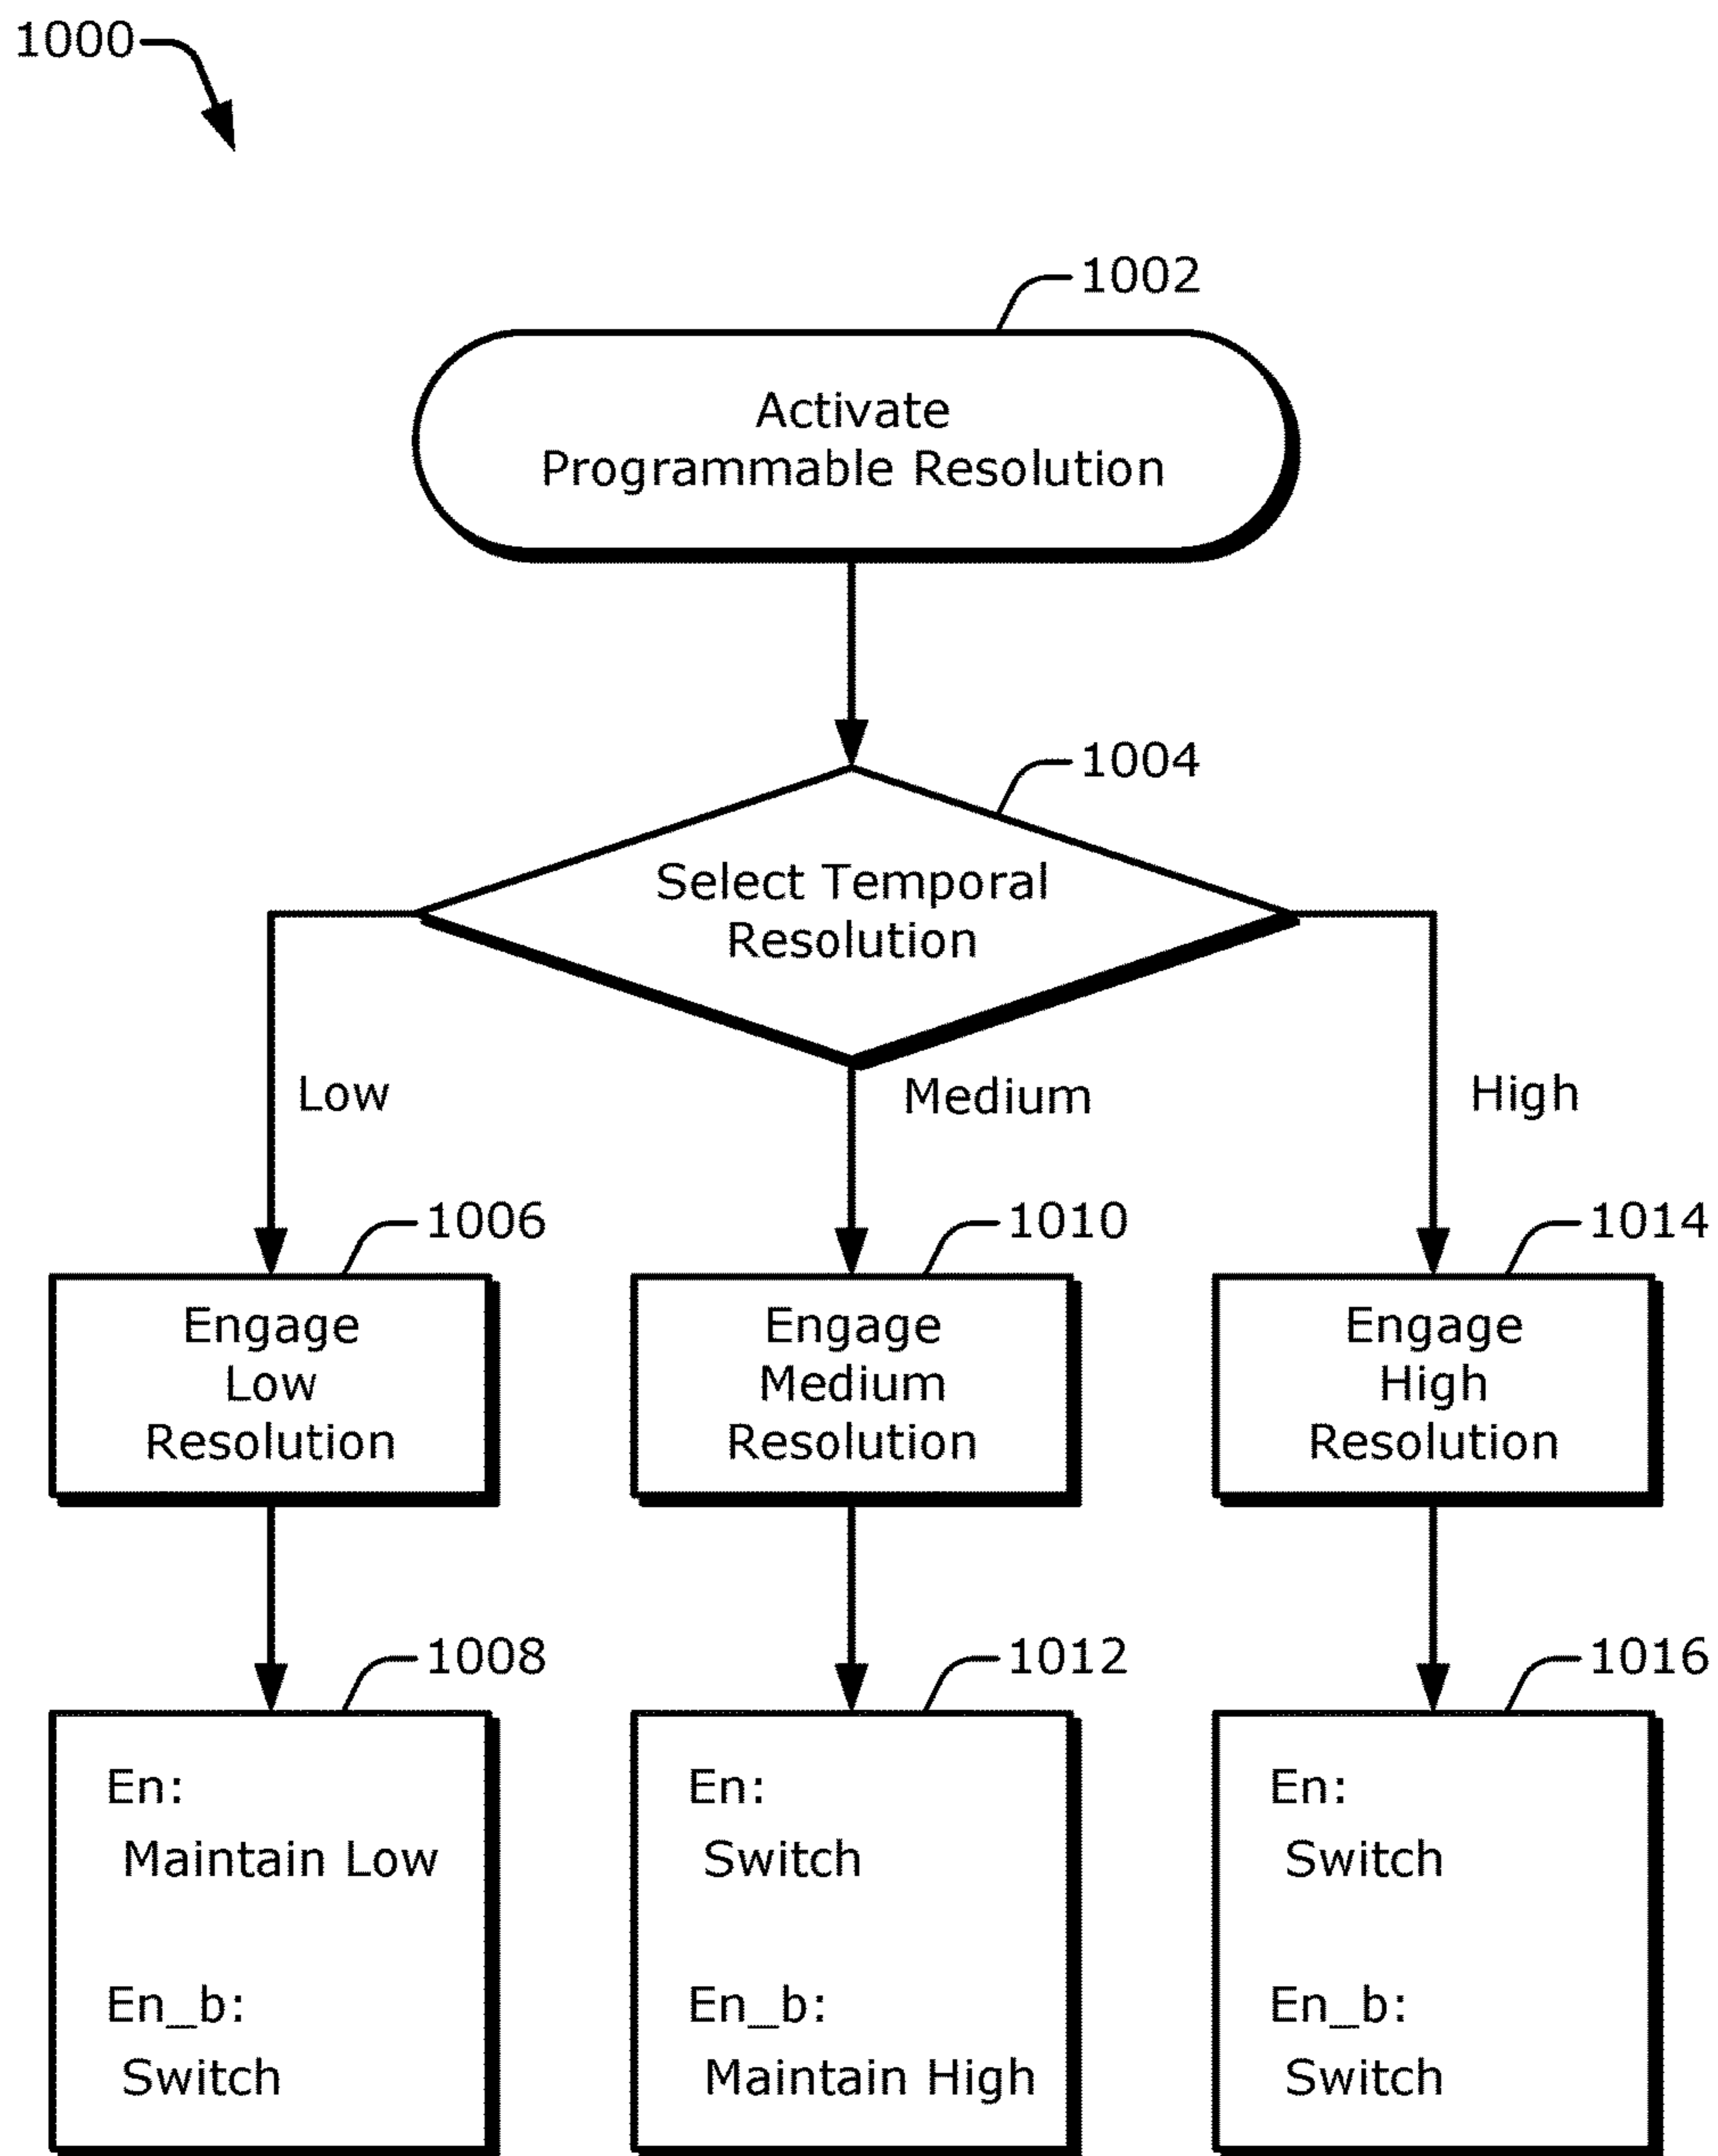 1000
1002
Activate
Programmable Resolution
1004
Select Temporal
Resolution
Low
Medium
High
1006
1010
1014
Engage
Low
Resolution
Engage
Medium
Resolution
Engage
High
Resolution
1008
1012
1016
En:
Maintain Low
En_b:
Switch
En:
Switch
En_b:
Maintain High
En:
Switch
En_b:
Switch